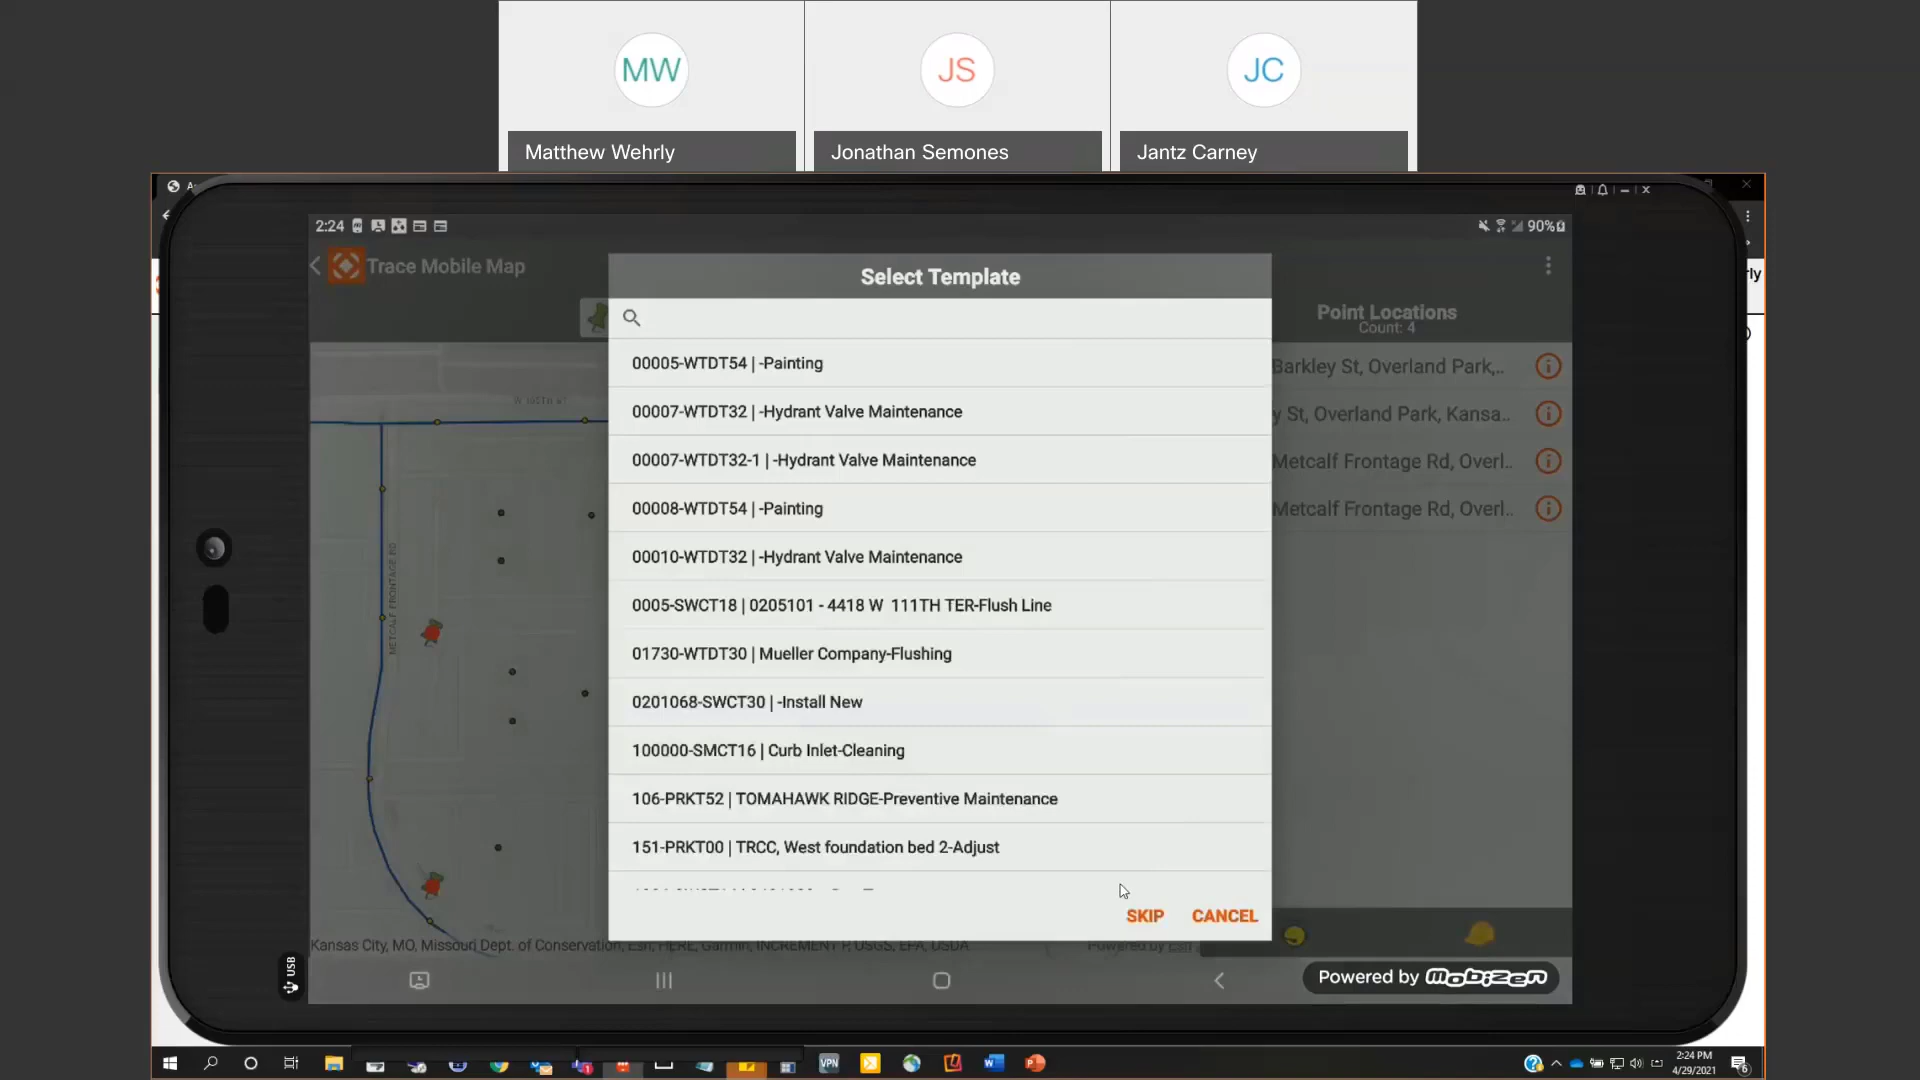 MW
JS
JC
Matthew Wehrly
Jonathan Semones
Jantz Carney
2:24
90%
Trace Mobile Map
Select Template
Point Locations
Count: 4
00005-WTDT54 | -Painting
00007-WTDT32 | -Hydrant Valve Maintenance
00007-WTDT32-1 | -Hydrant Valve Maintenance
00008-WTDT54 | -Painting
00010-WTDT32 | -Hydrant Valve Maintenance
0005-SWCT18 | 0205101 - 4418 W 111TH TER-Flush Line
01730-WTDT30 | Mueller Company-Flushing
0201068-SWCT30 | -Install New
100000-SMCT16 | Curb Inlet-Cleaning
106-PRKT52 | TOMAHAWK RIDGE-Preventive Maintenance
151-PRKT00 | TRCC, West foundation bed 2-Adjust
SKIP
CANCEL
Barkley St, Overland Park,..
y St, Overland Park, Kansa..
Metcalf Frontage Rd, Overl..
Metcalf Frontage Rd, Overl..
METCALF FRONTAGE RD
Kansas City, MO, Missouri Dept. of Conservation, Esri, HERE, Garmin, INCREMENT P, USGS, EPA, USDA
Powered by Esri
USB
Powered by Mobizen
VPN
2:24 PM
4/29/2021